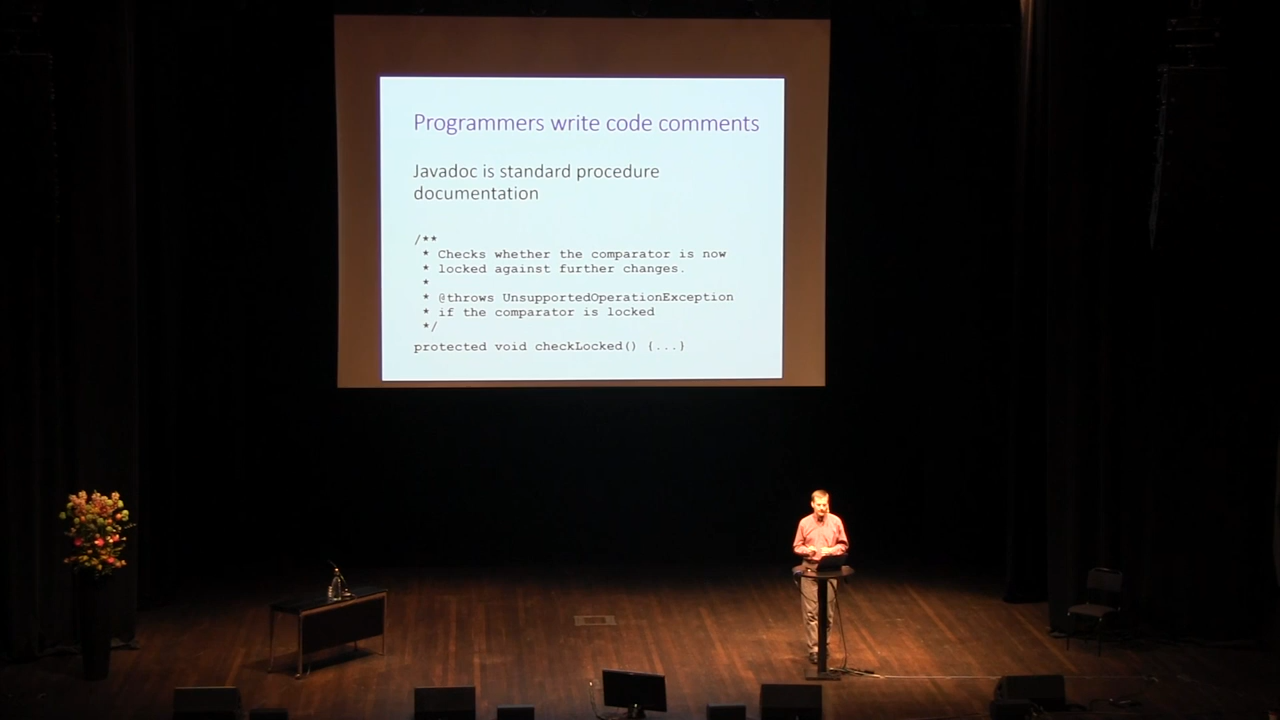 Programmers write code comments
Javadoc is standard procedure
documentation
/**
* Checks whether the comparator is now
* locked against further changes.
*
* @throws UnsupportedOperationException
* if the comparator is locked
*/
protected void checkLocked() {...}